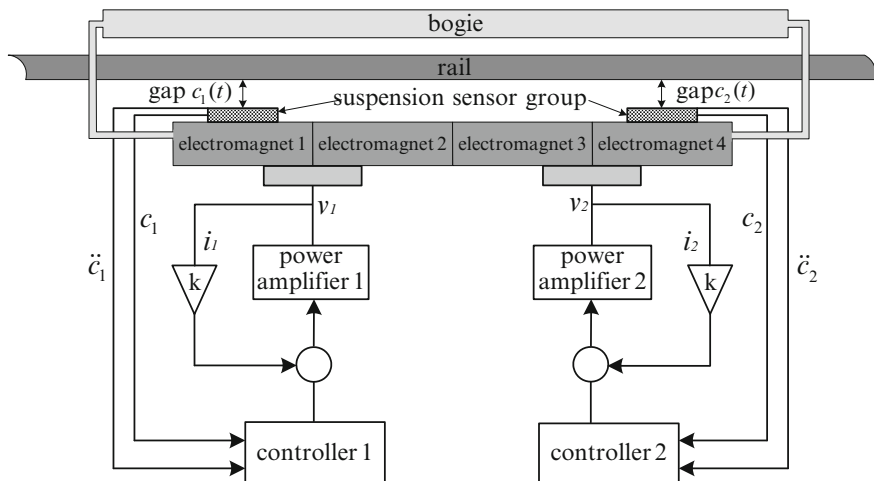 bogie
rail
gap c₁(t)
suspension sensor group
gap c₂(t)
electromagnet 1
electromagnet 2
electromagnet 3
electromagnet 4
v₁
v₂
c₁
i₁
i₂
c₂
c̈₁
c̈₂
k
power
amplifier 1
power
amplifier 2
k
controller 1
controller 2